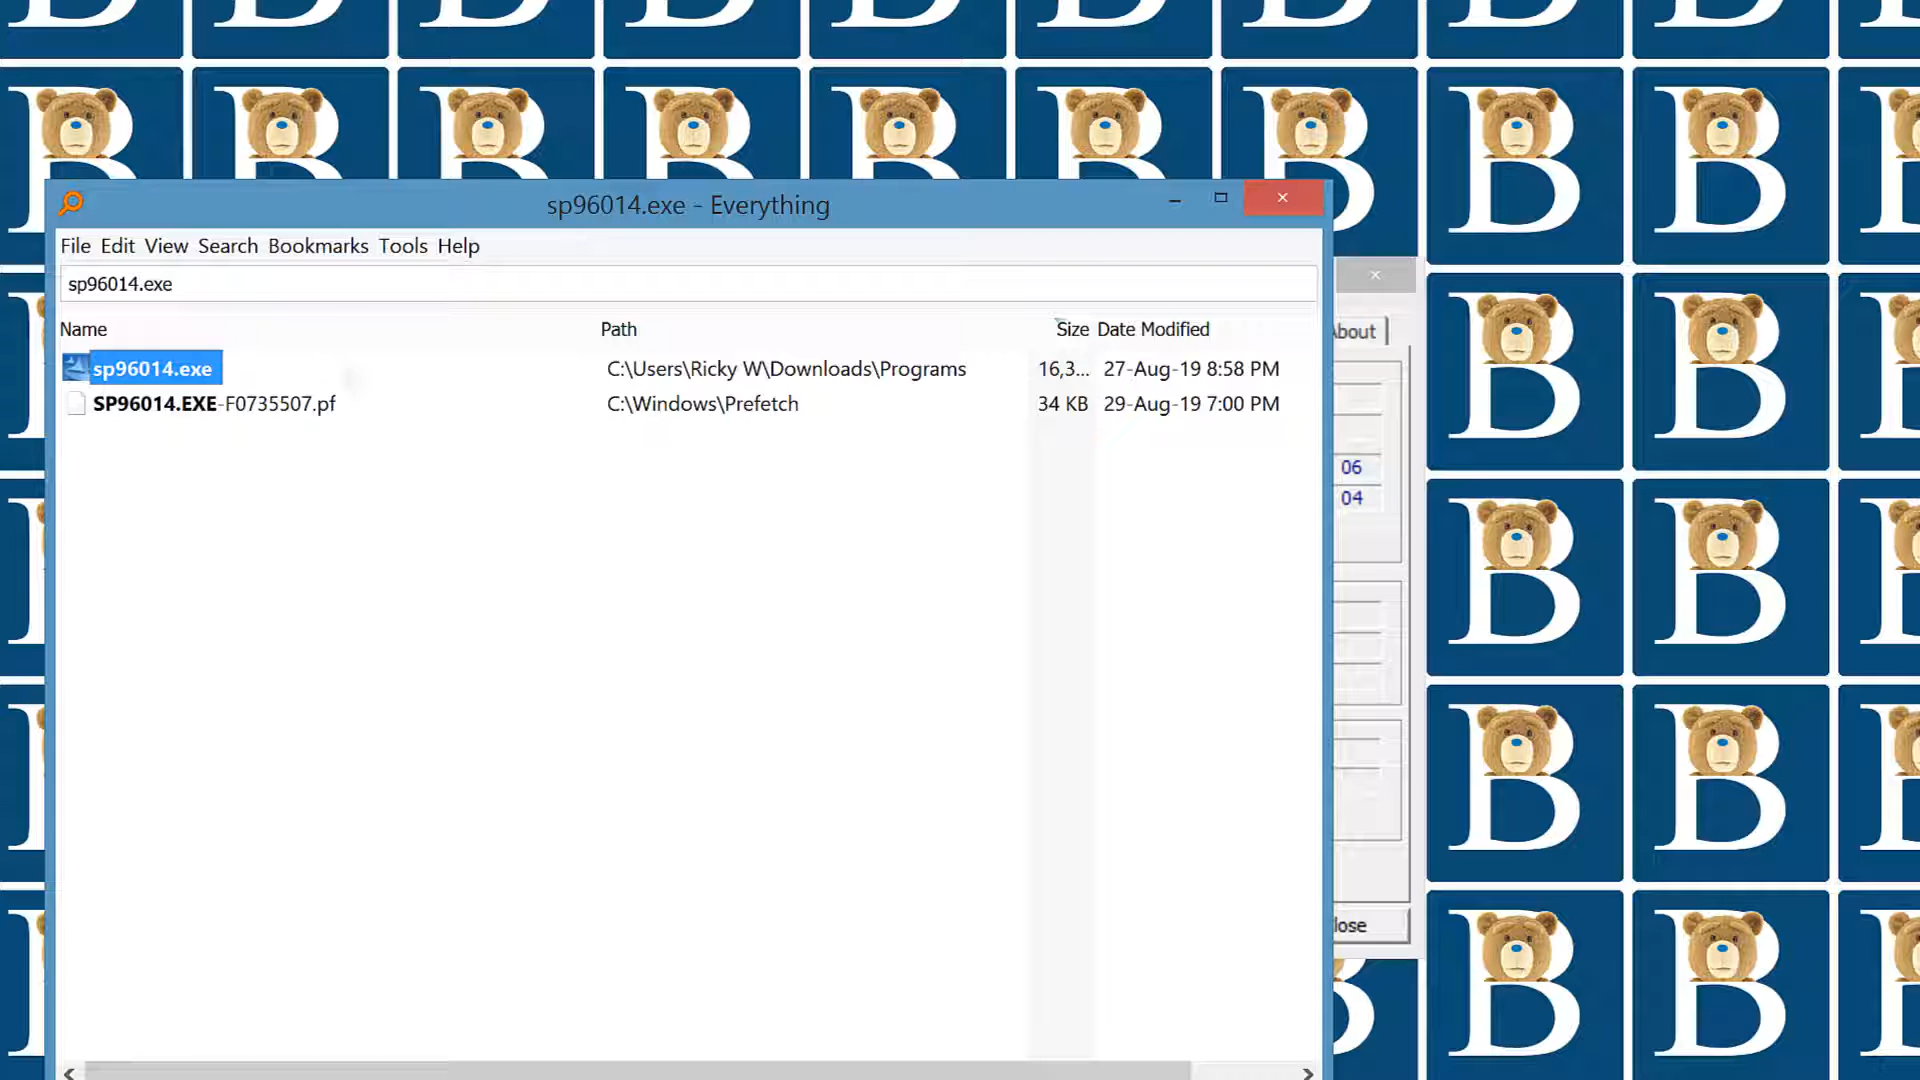 sp96014.exe - Everything
File Edit View Search Bookmarks Tools Help
sp96014.exe
Name Path Size Date Modified
sp96014.exe C:\Users\Ricky W\Downloads\Programs 16,3... 27-Aug-19 8:58 PM
SP96014.EXE-F0735507.pf C:\Windows\Prefetch 34 KB 29-Aug-19 7:00 PM
About
06
04
lose
B